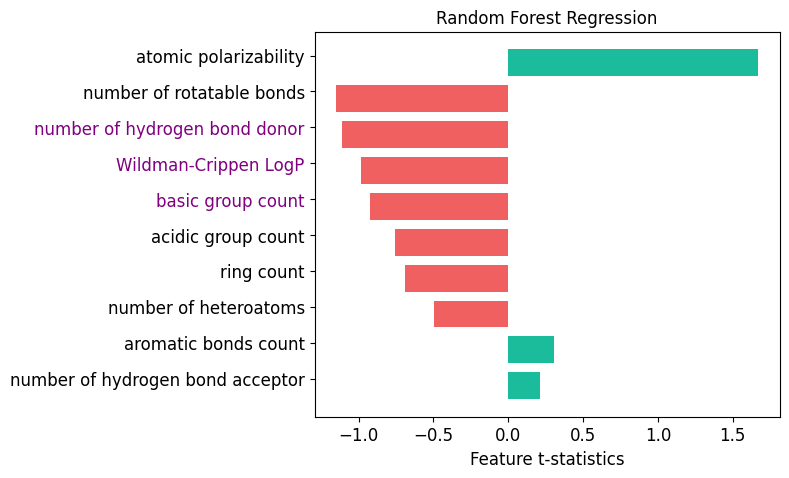 Random Forest Regression
atomic polarizability
number of rotatable bonds
number of hydrogen bond donor
Wildman-Crippen LogP
basic group count
acidic group count
ring count
number of heteroatoms
aromatic bonds count
number of hydrogen bond acceptor
−1.0 −0.5 0.0 0.5 1.0 1.5
Feature t-statistics